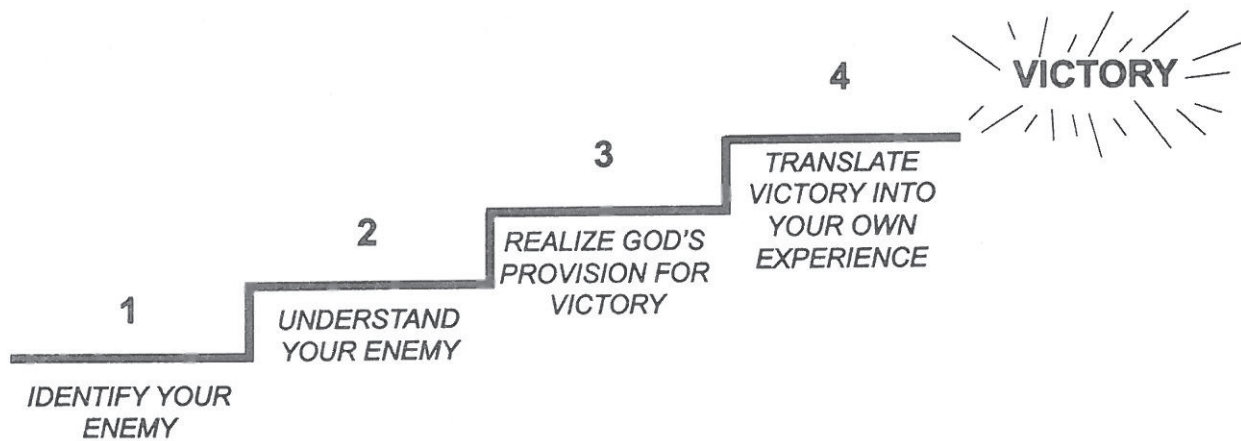 1
IDENTIFY YOUR
ENEMY
2
UNDERSTAND
YOUR ENEMY
3
REALIZE GOD'S
PROVISION FOR
VICTORY
4
TRANSLATE
VICTORY INTO
YOUR OWN
EXPERIENCE
VICTORY